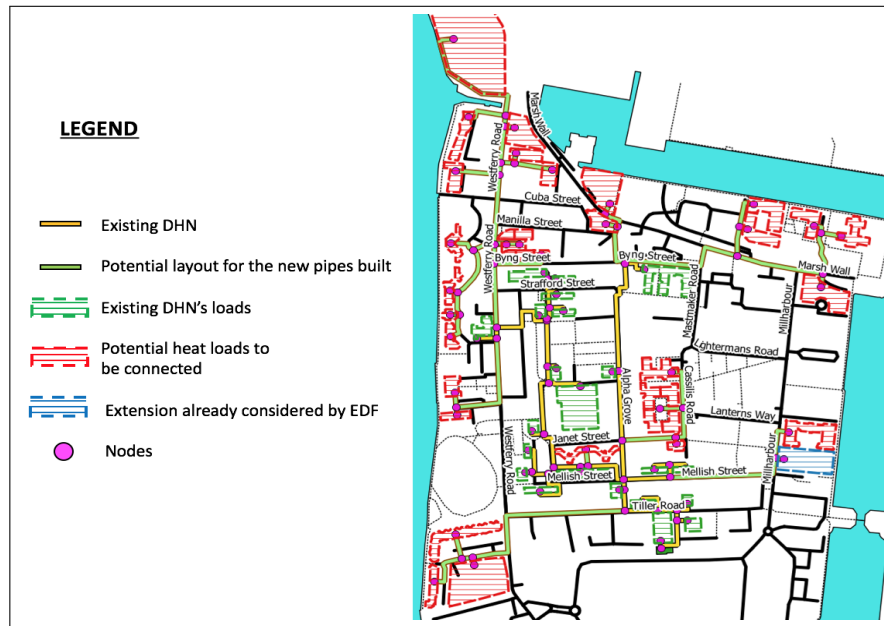 LEGEND
Existing DHN
Potential layout for the new pipes built
Existing DHN's loads
Potential heat loads to
be connected
Extension already considered by EDF
Nodes
Marsh Wall
Westferry Road
Cuba Street
Manilla Street
Westferry Road
Byng Street
Byng Street
Strafford Street
Marsh Wall
Mastmaker Road
Millharbour
Lightermans Road
Alpha Grove
Cassilis Road
Lanterns Way
Janet Street
Westferry Road
Mellish Street
Mellish Street
Millharbour
Tiller Road